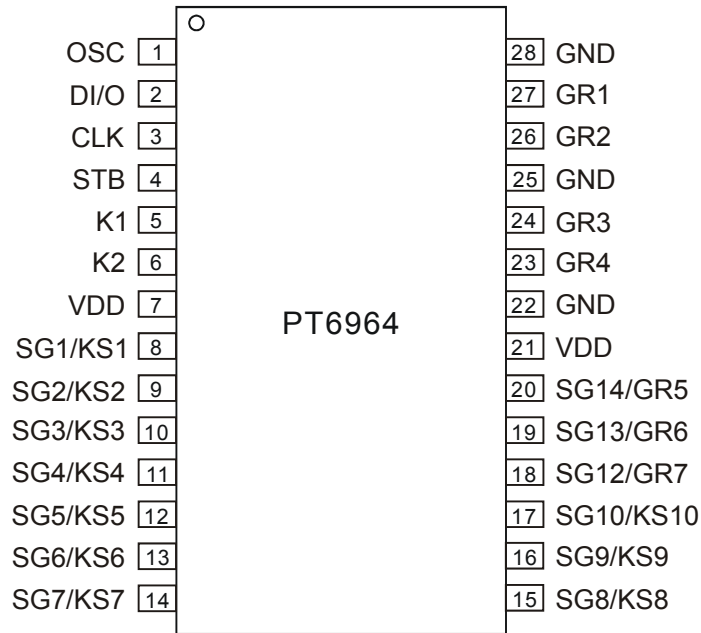 OSC 1 28 GND
DI/O 2 27 GR1
CLK 3 26 GR2
STB 4 25 GND
K1 5 24 GR3
K2 6 23 GR4
VDD 7 22 GND
PT6964
SG1/KS1 8 21 VDD
SG2/KS2 9 20 SG14/GR5
SG3/KS3 10 19 SG13/GR6
SG4/KS4 11 18 SG12/GR7
SG5/KS5 12 17 SG10/KS10
SG6/KS6 13 16 SG9/KS9
SG7/KS7 14 15 SG8/KS8